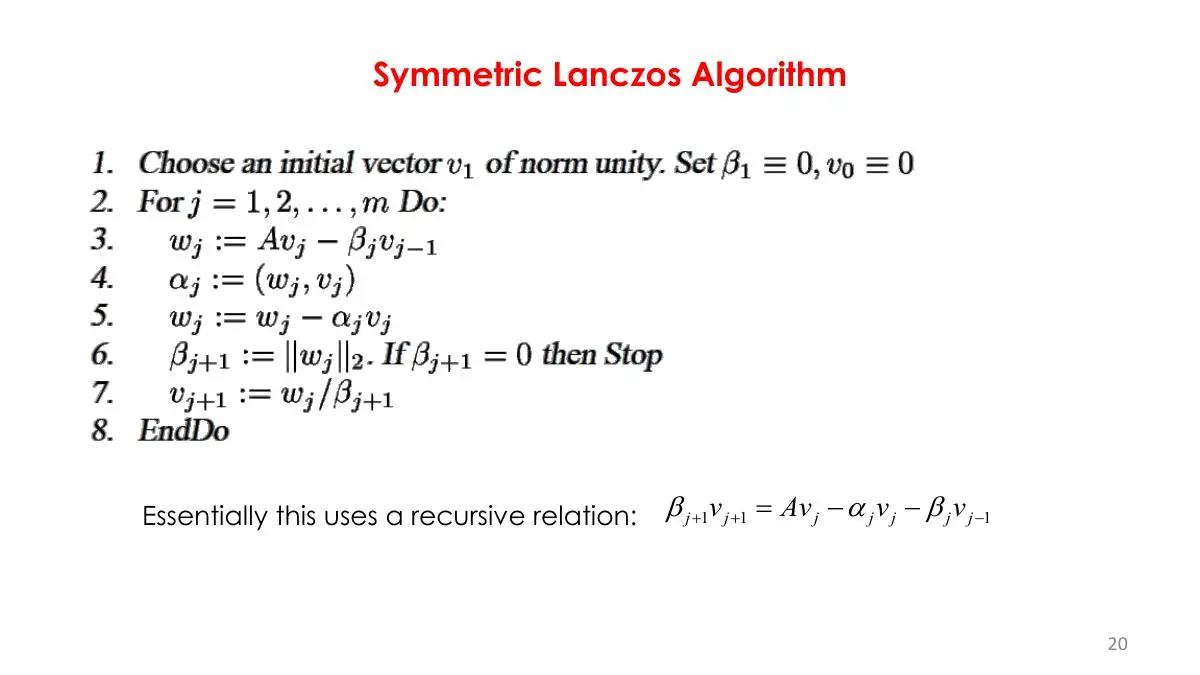 Symmetric Lanczos Algorithm
1. Choose an initial vector v₁ of norm unity. Set β₁ ≡ 0, v₀ ≡ 0
2. For j = 1, 2, . . . , m Do:
3. wⱼ := Avⱼ − βⱼvⱼ₋₁
4. αⱼ := (wⱼ, vⱼ)
5. wⱼ := wⱼ − αⱼvⱼ
6. βⱼ₊₁ := ||wⱼ||₂. If βⱼ₊₁ = 0 then Stop
7. vⱼ₊₁ := wⱼ/βⱼ₊₁
8. EndDo
Essentially this uses a recursive relation: βⱼ₊₁vⱼ₊₁ = Avⱼ − αⱼvⱼ − βⱼvⱼ₋₁
20